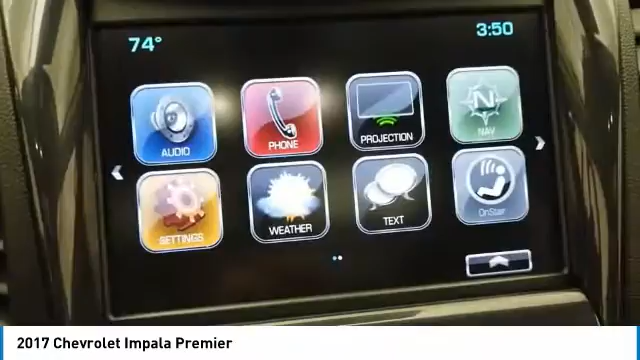 74°
3:50
AUDIO
PHONE
PROJECTION
N
NAV
SETTINGS
WEATHER
TEXT
OnStar
2017 Chevrolet Impala Premier